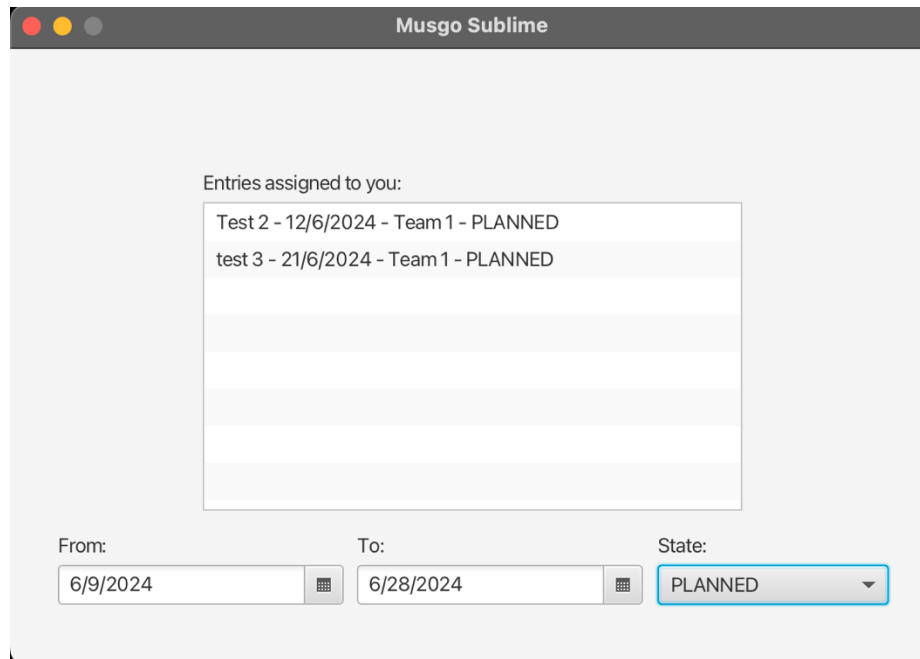 Musgo Sublime
Entries assigned to you:
Test 2 - 12/6/2024 - Team 1 - PLANNED
test 3 - 21/6/2024 - Team 1 - PLANNED
From: To: State:
6/9/2024 6/28/2024 PLANNED